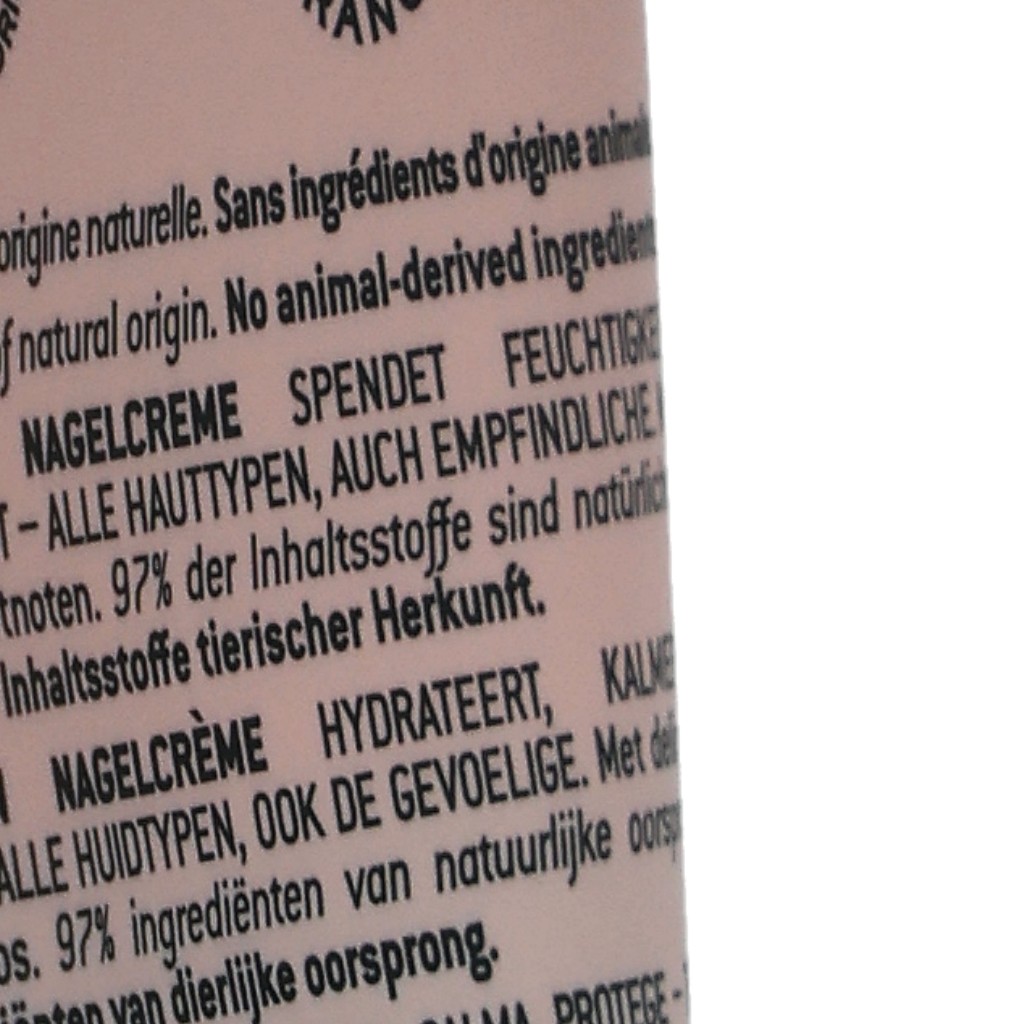 origine naturelle. Sans ingrédients d'origine
of natural origin. No animal-derived
NAGELCREME SPENDET
– ALLE HAUTTYPEN, AUCH EMPFINDLICHE
97% der Inhaltsstoffe sind
Inhaltsstoffe tierischer Herkunft.
NAGELCRÈME HYDRATEERT,
ALLE HUIDTYPEN, OOK DE GEVOELIGE. Met
97% ingrediënten van natuurlijke
van dierlijke oorsprong.
PROTEGE -